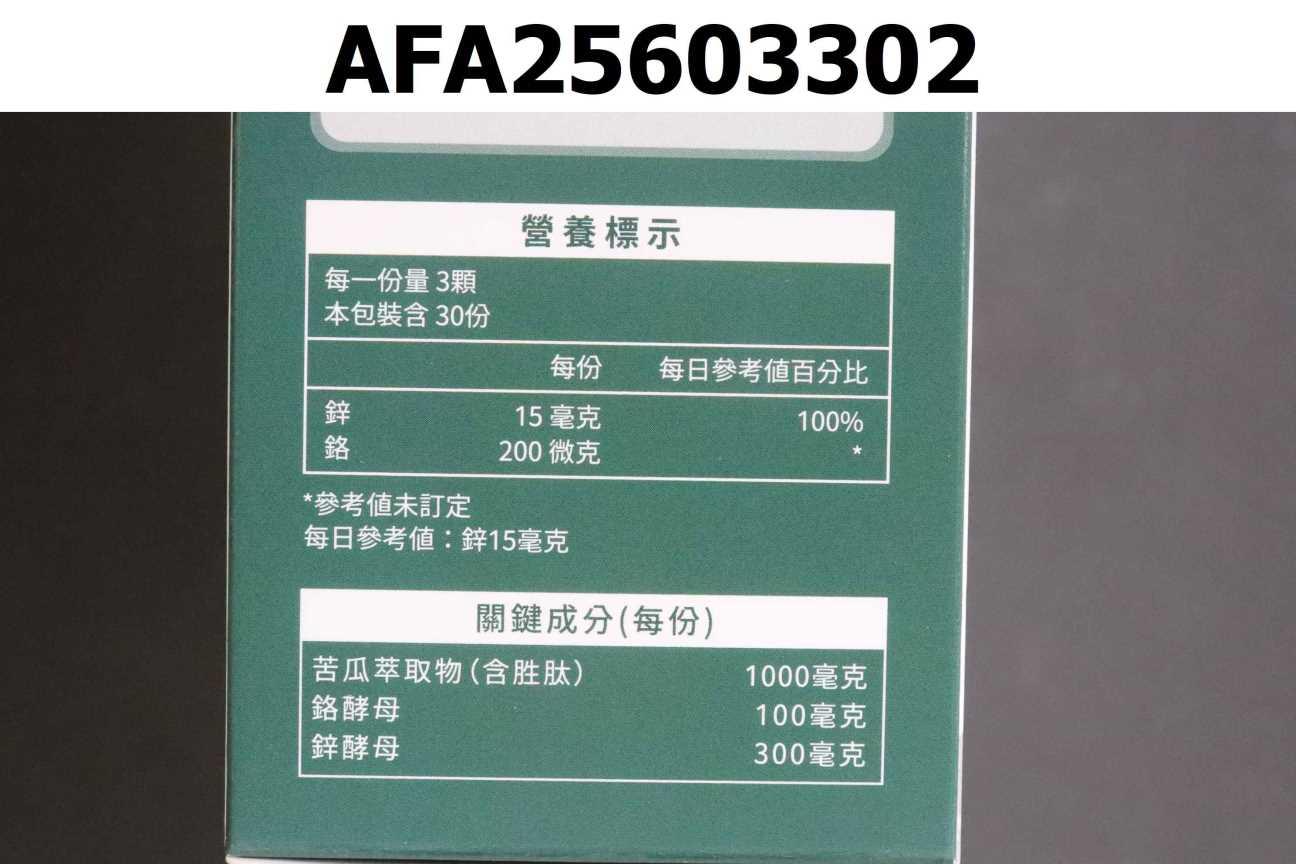 AFA25603302
營養標示
每一份量 3顆
本包裝含 30份
每份 每日參考值百分比
鋅 15 毫克 100%
鉻 200 微克 *
*參考值未訂定
每日參考值：鋅15毫克
關鍵成分(每份)
苦瓜萃取物(含胜肽) 1000毫克
鉻酵母 100毫克
鋅酵母 300毫克